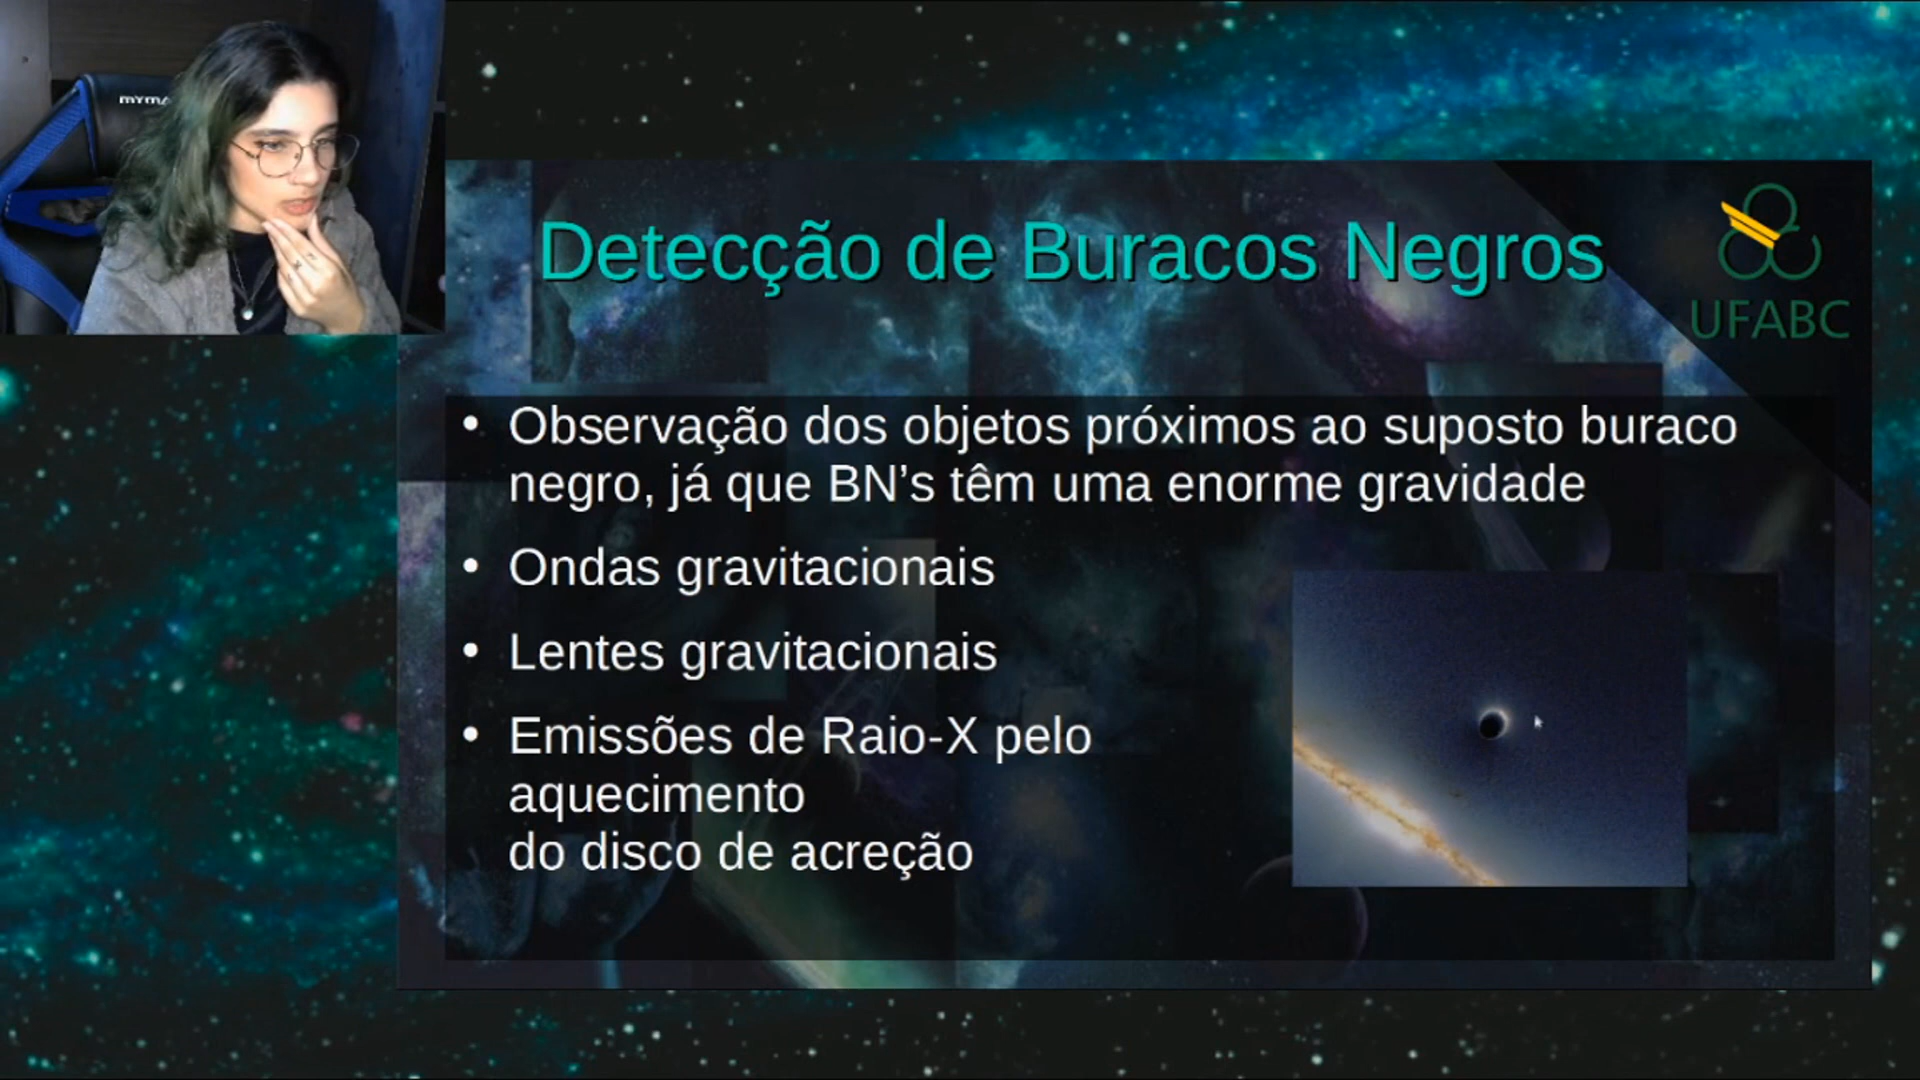 Detecção de Buracos Negros
UFABC
• Observação dos objetos próximos ao suposto buraco
negro, já que BN’s têm uma enorme gravidade
• Ondas gravitacionais
• Lentes gravitacionais
• Emissões de Raio-X pelo
aquecimento
do disco de acreção